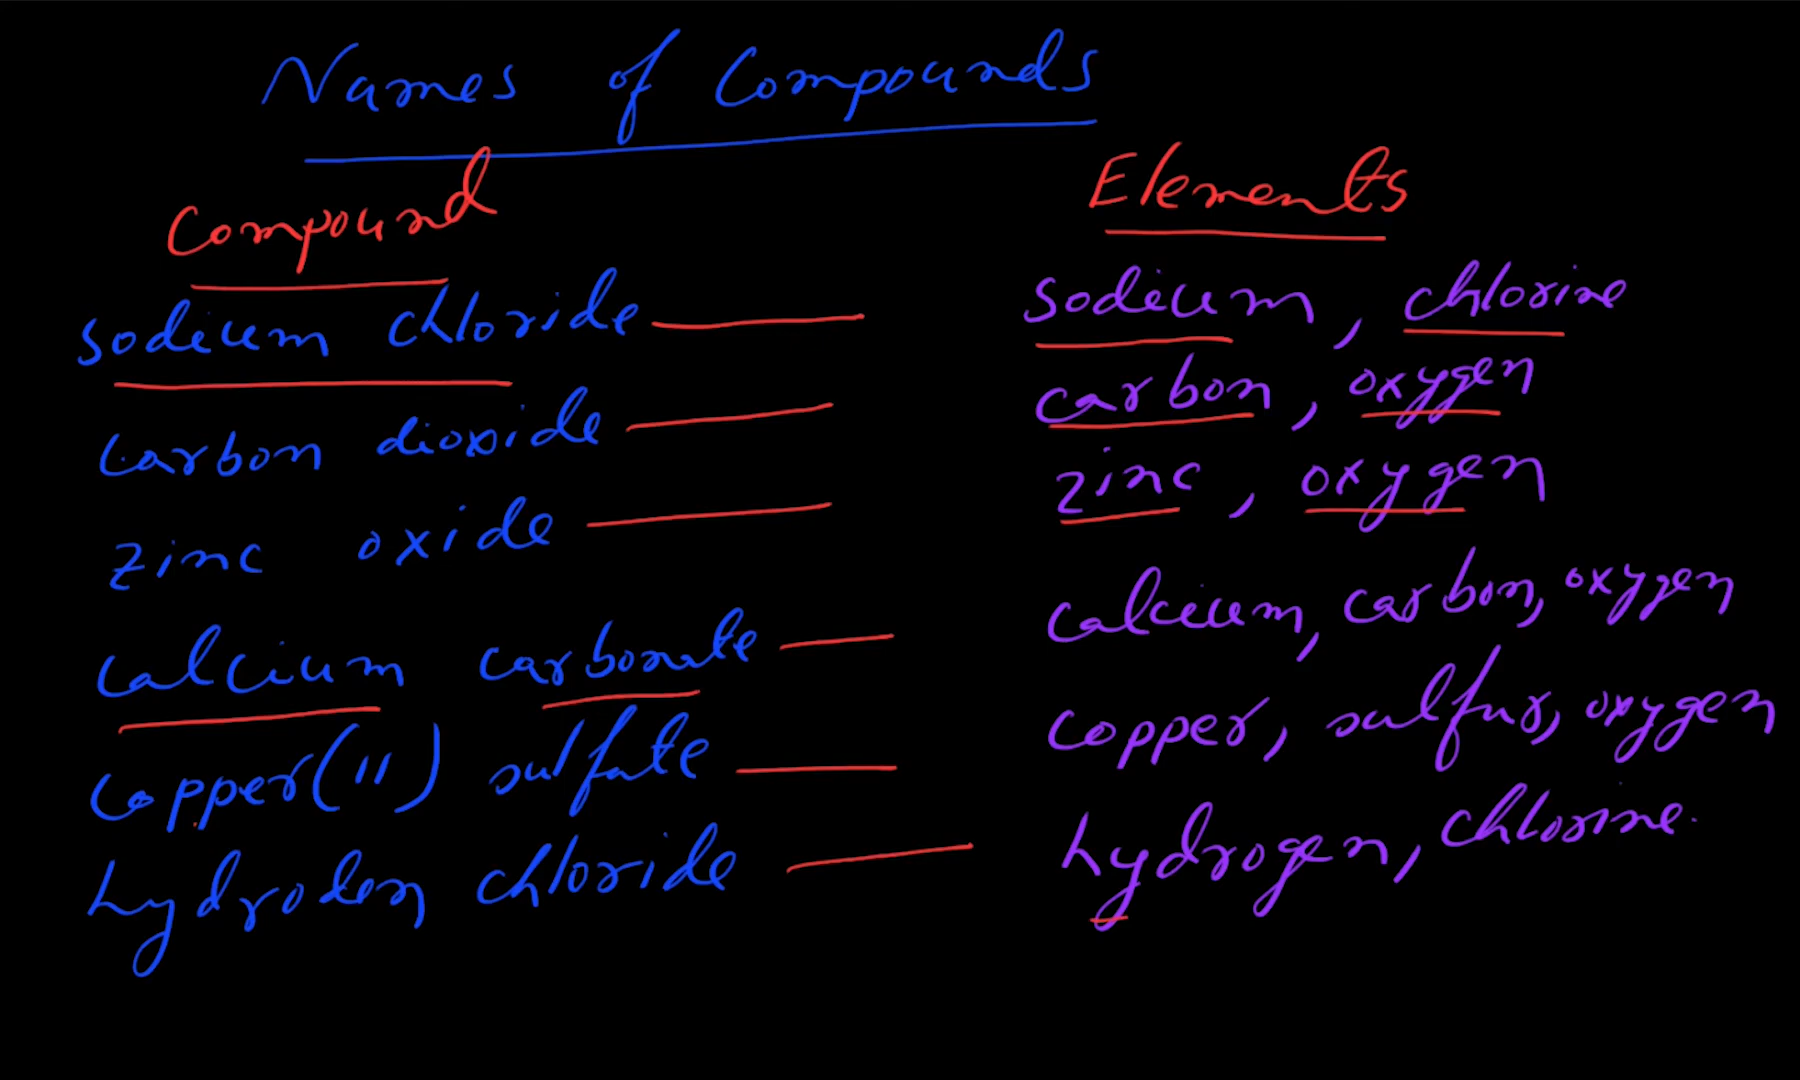 Names of Compounds
Compound Elements
sodium chloride — sodium, chlorine
carbon dioxide — carbon, oxygen
zinc oxide — zinc, oxygen
calcium carbonate — calcium, carbon, oxygen
copper(II) sulfate — copper, sulfur, oxygen
hydroden chloride — hydrogen, chlorine.